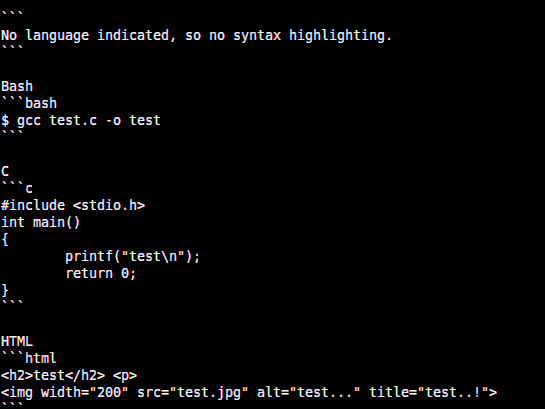 ```
No language indicated, so no syntax highlighting.
```
Bash
```bash
$ gcc test.c -o test
```
C
```c
#include <stdio.h>
int main()
{
        printf("test\n");
        return 0;
}
```
HTML
```html
<h2>test</h2> <p>
<img width="200" src="test.jpg" alt="test..." title="test..!">
```